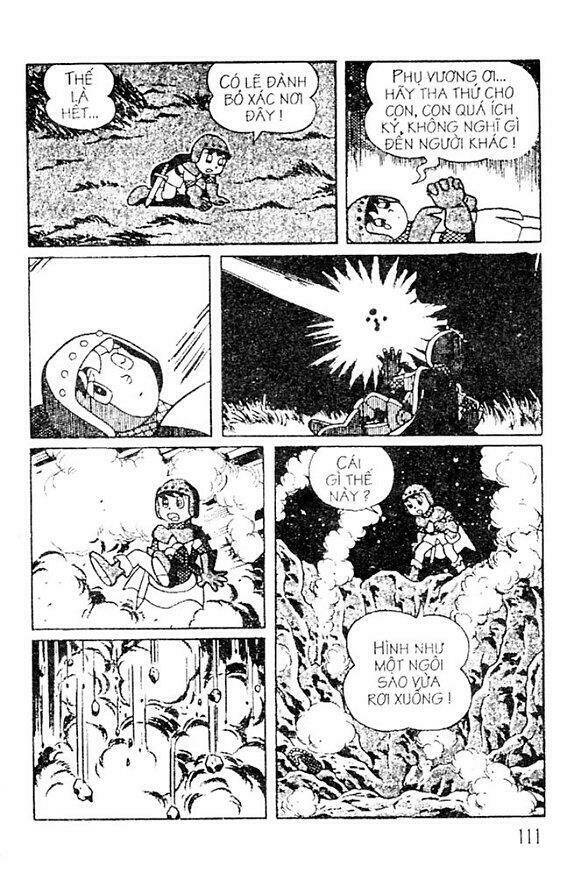 THẾ
LÀ
HẾT...
CÓ LẼ ĐÀNH
BỎ XÁC NƠI
ĐÂY !
PHỤ VƯƠNG ƠI...
HÃY THA THỨ CHO
CON, CON QUÁ ÍCH
KỶ, KHÔNG NGHĨ GÌ
ĐẾN NGƯỜI KHÁC !
CÁI
GÌ THẾ
NÀY ?
HÌNH NHƯ
MỘT NGÔI
SAO VỪA
RƠI XUỐNG !
111